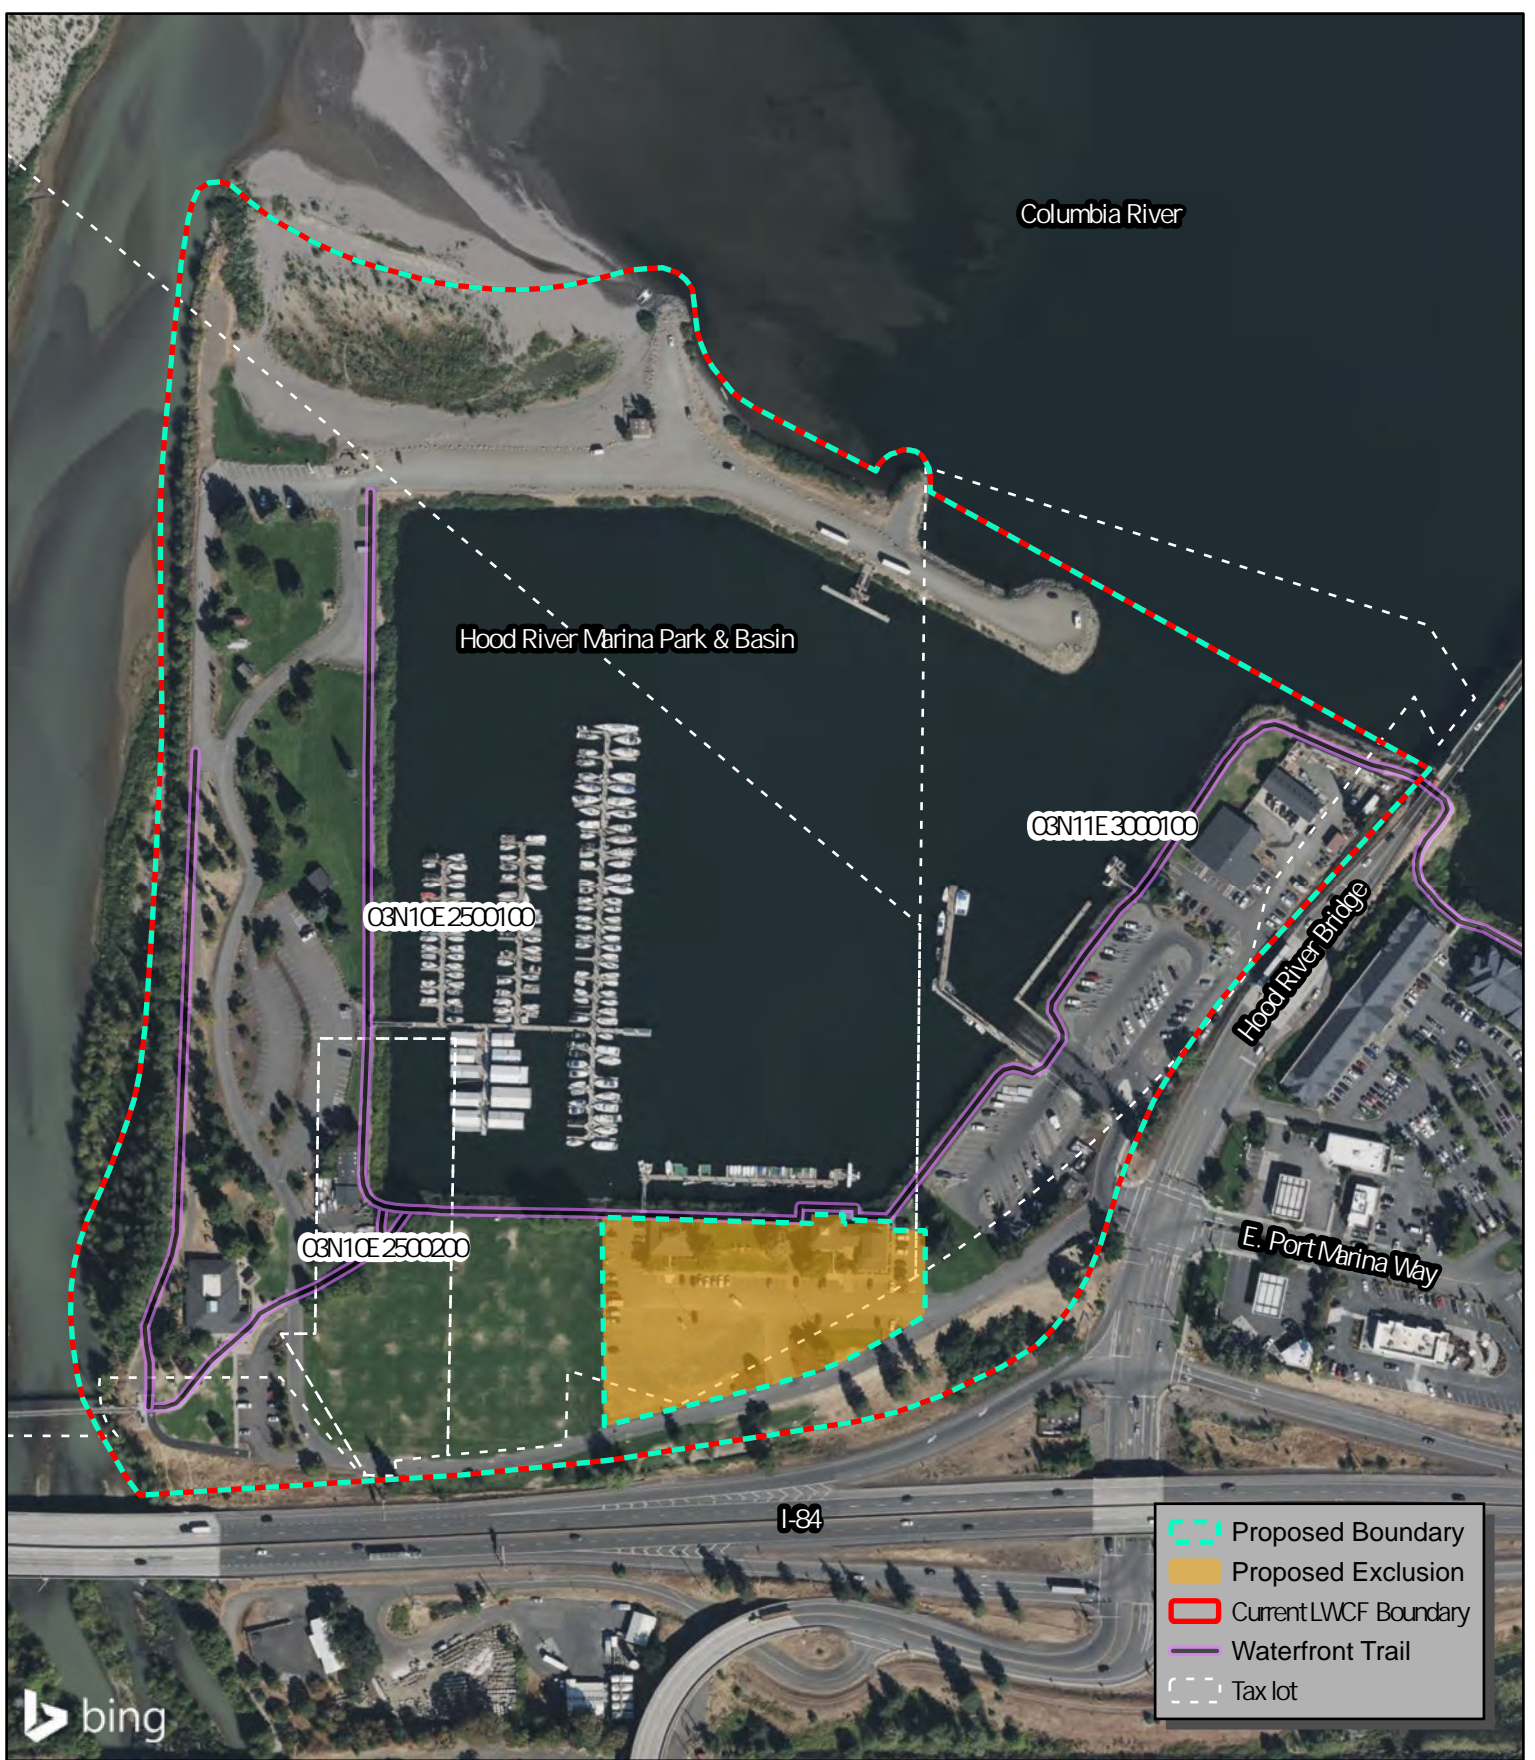 Columbia River
Hood River Marina Park & Basin
03N11E3000100
03N10E2500100
Hood River Bridge
03N10E2500200
E. Port Marina Way
I-84
Proposed Boundary
Proposed Exclusion
Current LWCF Boundary
Waterfront Trail
Tax lot
bing